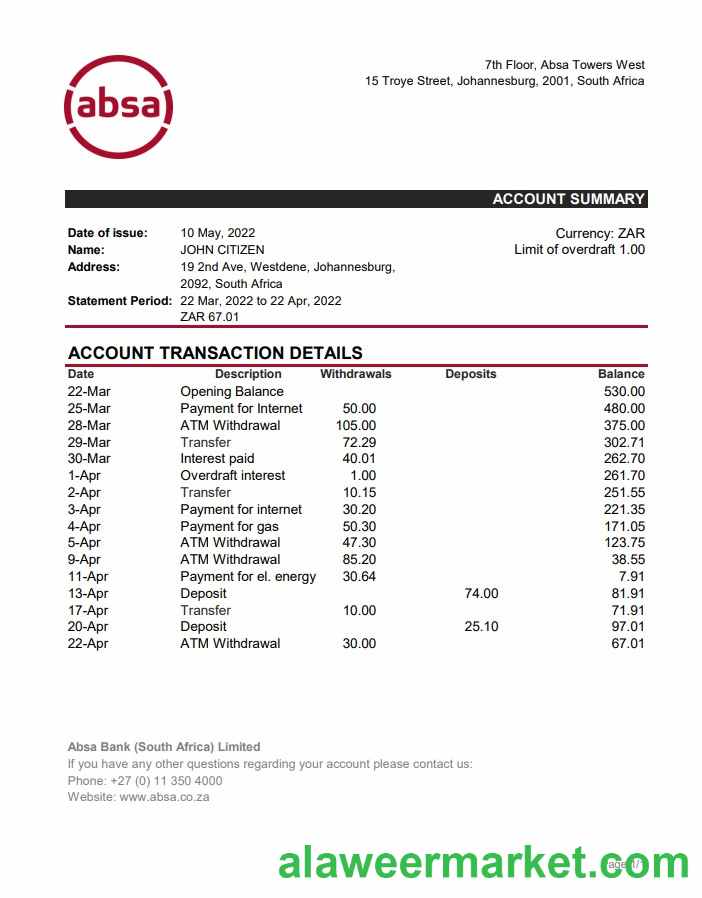 absa
7th Floor, Absa Towers West
15 Troye Street, Johannesburg, 2001, South Africa
ACCOUNT SUMMARY
Date of issue: 10 May, 2022
Currency: ZAR
Name: JOHN CITIZEN
Limit of overdraft 1.00
Address: 19 2nd Ave, Westdene, Johannesburg,
2092, South Africa
Statement Period: 22 Mar, 2022 to 22 Apr, 2022
ZAR 67.01
ACCOUNT TRANSACTION DETAILS
Date Description Withdrawals Deposits Balance
22-Mar Opening Balance 530.00
25-Mar Payment for Internet 50.00 480.00
28-Mar ATM Withdrawal 105.00 375.00
29-Mar Transfer 72.29 302.71
30-Mar Interest paid 40.01 262.70
1-Apr Overdraft interest 1.00 261.70
2-Apr Transfer 10.15 251.55
3-Apr Payment for internet 30.20 221.35
4-Apr Payment for gas 50.30 171.05
5-Apr ATM Withdrawal 47.30 123.75
9-Apr ATM Withdrawal 85.20 38.55
11-Apr Payment for el. energy 30.64 7.91
13-Apr Deposit 74.00 81.91
17-Apr Transfer 10.00 71.91
20-Apr Deposit 25.10 97.01
22-Apr ATM Withdrawal 30.00 67.01
Absa Bank (South Africa) Limited
If you have any other questions regarding your account please contact us:
Phone: +27 (0) 11 350 4000
Website: www.absa.co.za
alaweermarket.com